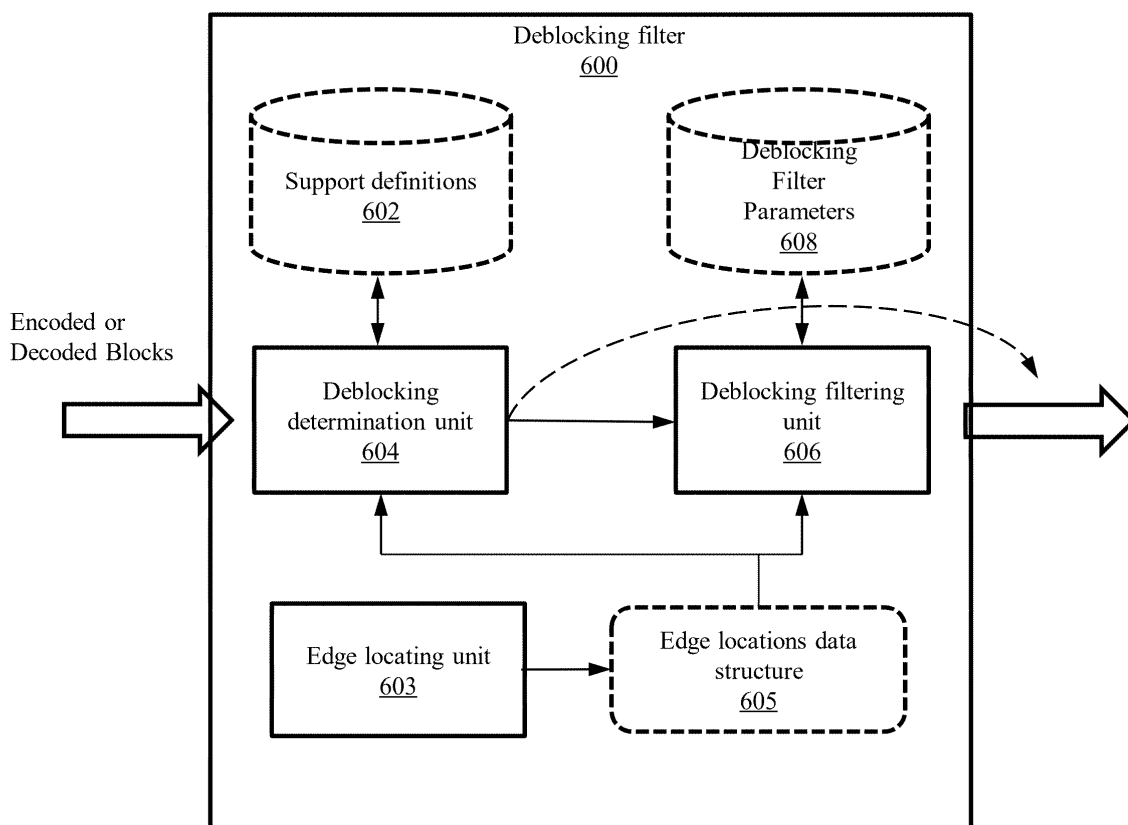 Deblocking filter
600
Support definitions
602
Deblocking
Filter
Parameters
608
Encoded or
Decoded Blocks
Deblocking
determination unit
604
Deblocking filtering
unit
606
Edge locating unit
603
Edge locations data
structure
605